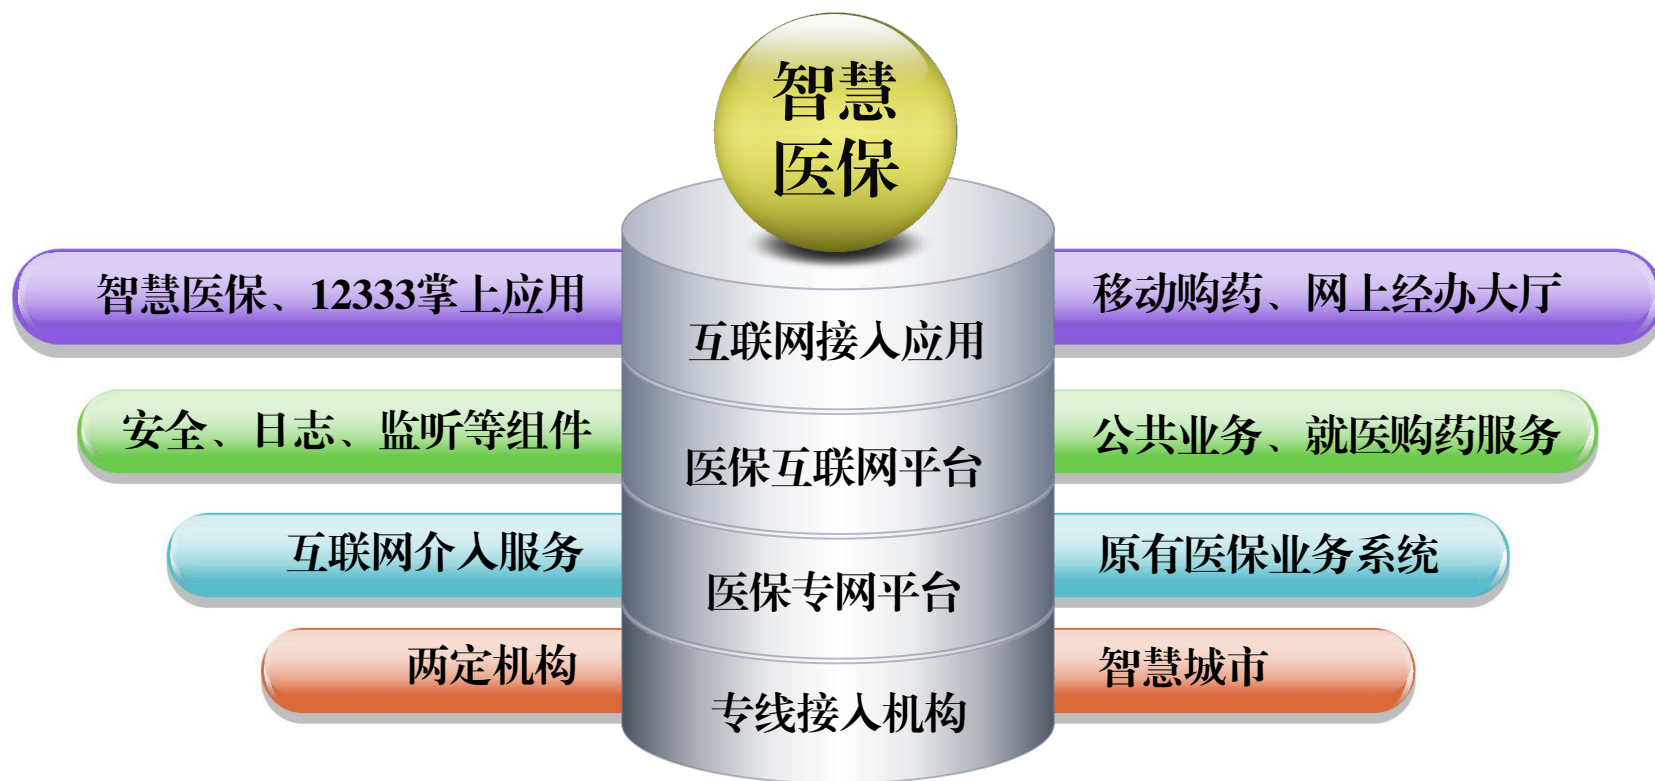 智慧
医保
智慧医保、12333掌上应用
互联网接入应用
移动购药、网上经办大厅
安全、日志、监听等组件
医保互联网平台
公共业务、就医购药服务
互联网介入服务
医保专网平台
原有医保业务系统
两定机构
专线接入机构
智慧城市